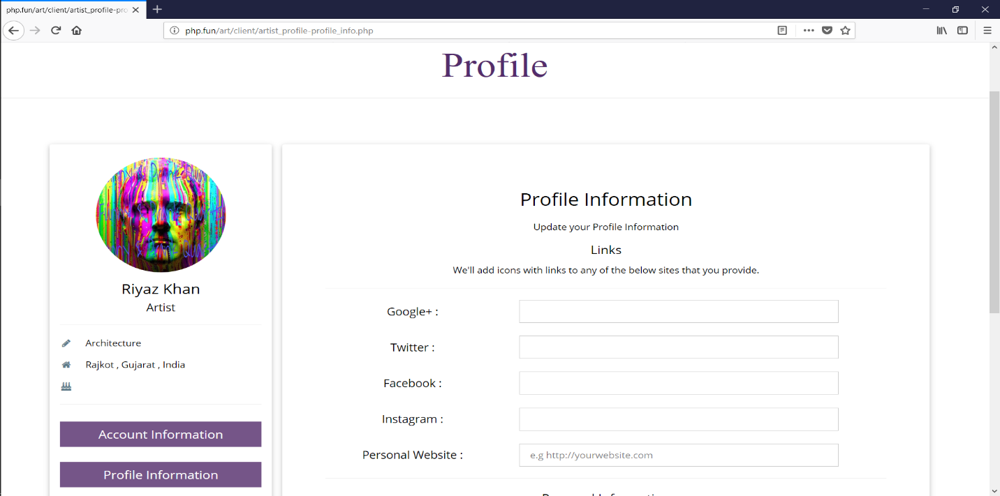 php.fun/art/client/artist_profile-pro
php.fun/art/client/artist_profile-profile_info.php
Profile
Riyaz Khan
Artist
Architecture
Rajkot , Gujarat , India
Account Information
Profile Information
Profile Information
Update your Profile Information
Links
We'll add icons with links to any of the below sites that you provide.
Google+ :
Twitter :
Facebook :
Instagram :
Personal Website :
e.g http://yourwebsite.com